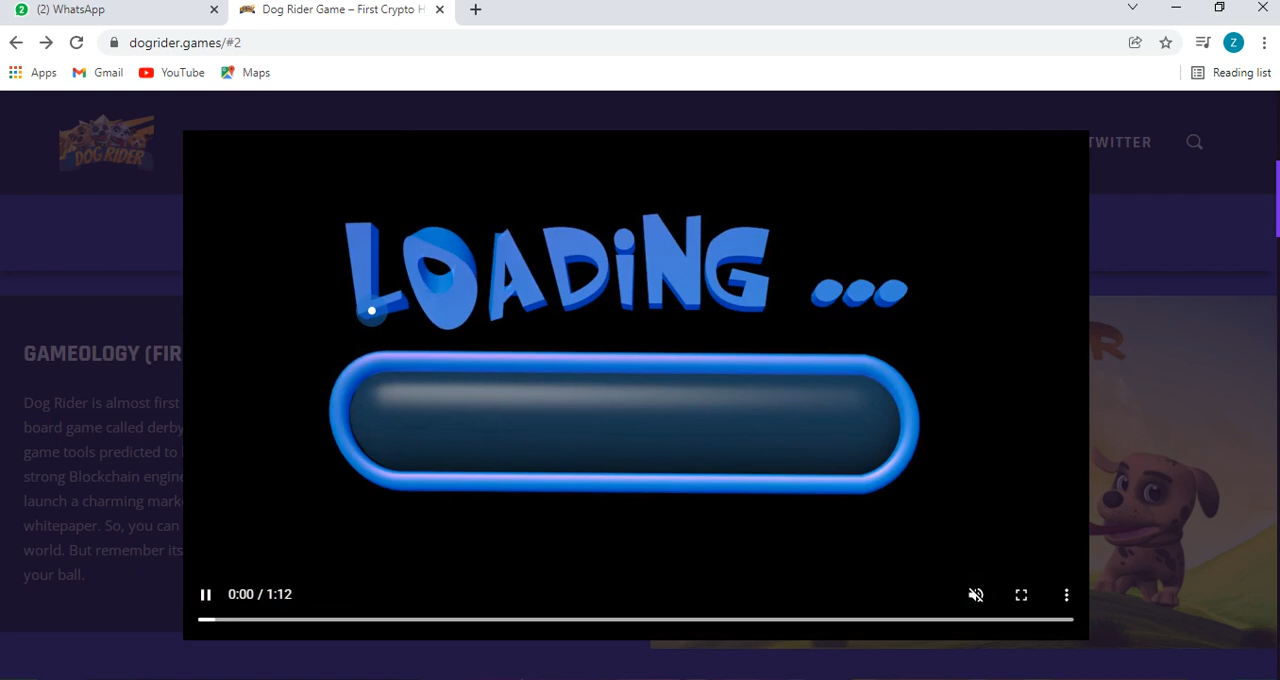 (2) WhatsApp
Dog Rider Game – First Crypto H
dogrider.games/#2
Z
Apps Gmail YouTube Maps Reading list
DOG RIDER
TWITTER
LOADING ...
GAMEOLOGY (FIR
Dog Rider is almost first
board game called derby
game tools predicted to
strong Blockchain engine
launch a charming mark
whitepaper. So, you can
world. But remember its
your ball.
0:00 / 1:12